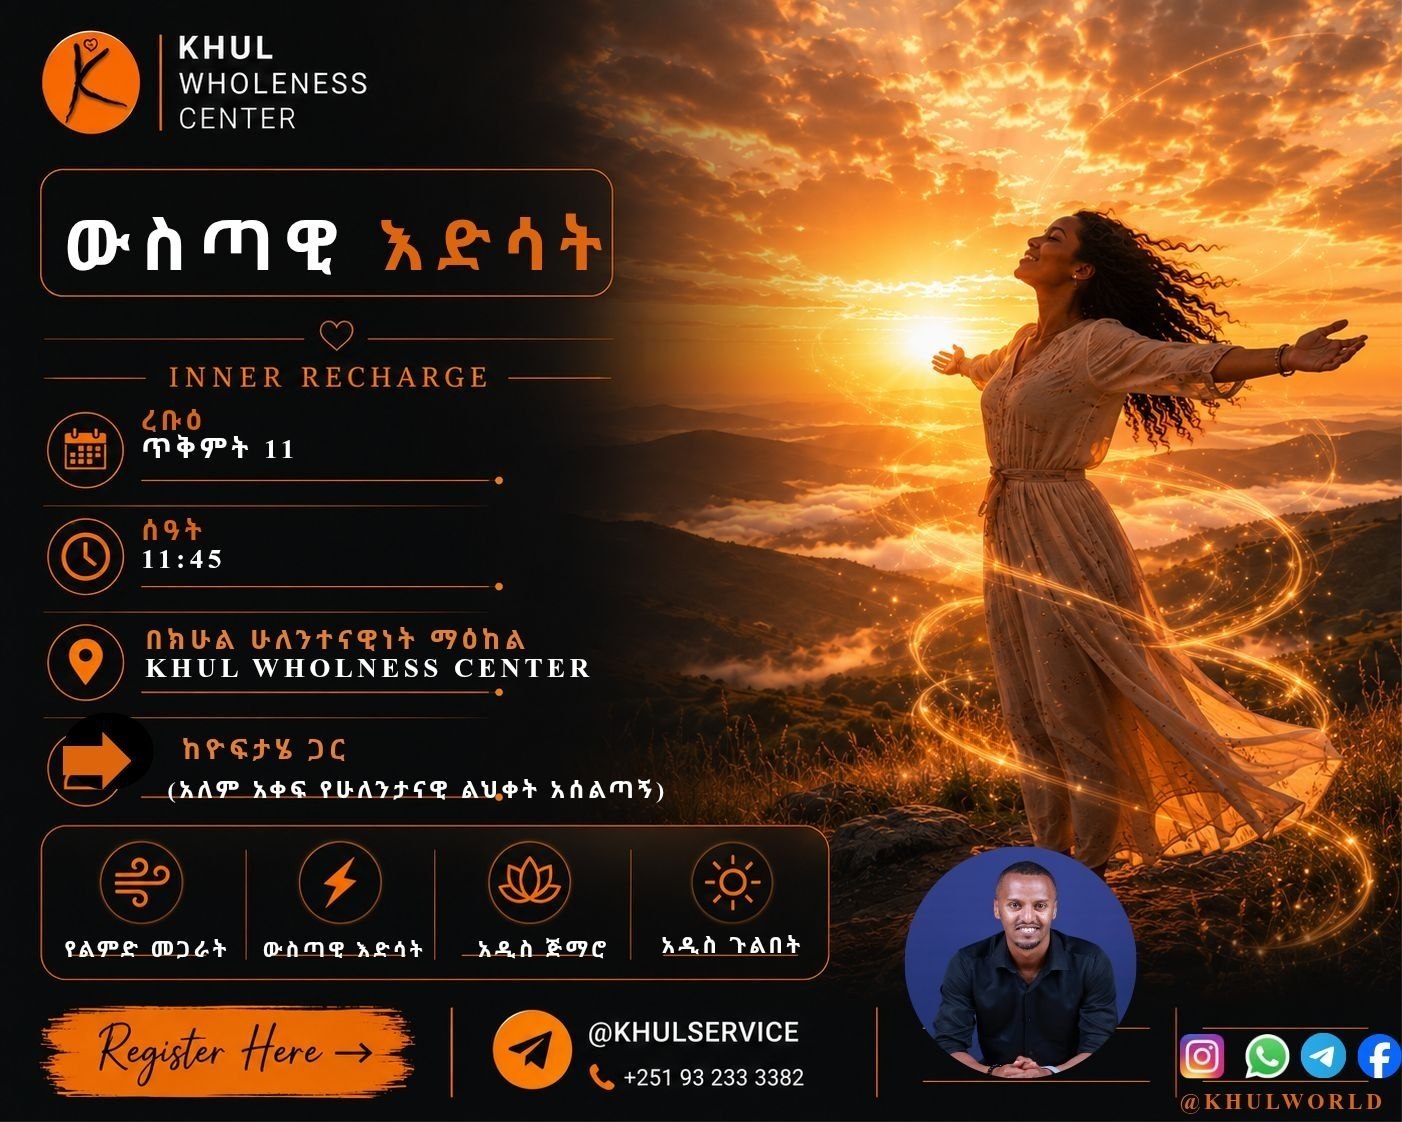 KHUL
WHOLENESS
CENTER
ውስጣዊ እድሳት
INNER RECHARGE
ረቡዕ
ጥቅምት 11
ሰዓት
11:45
በክሁል ሁለንተናዊነት ማዕከል
KHUL WHOLNESS CENTER
ከዮፍታሄ ጋር
(አለም አቀፍ የሁለንታናዊ ልህቀት አሰልጣኝ)
የልምድ መጋራት
ውስጣዊ እድሳት
አዲስ ጅማሮ
አዲስ ጉልበት
Register Here →
@KHULSERVICE
+251 93 233 3382
@KHULWORLD